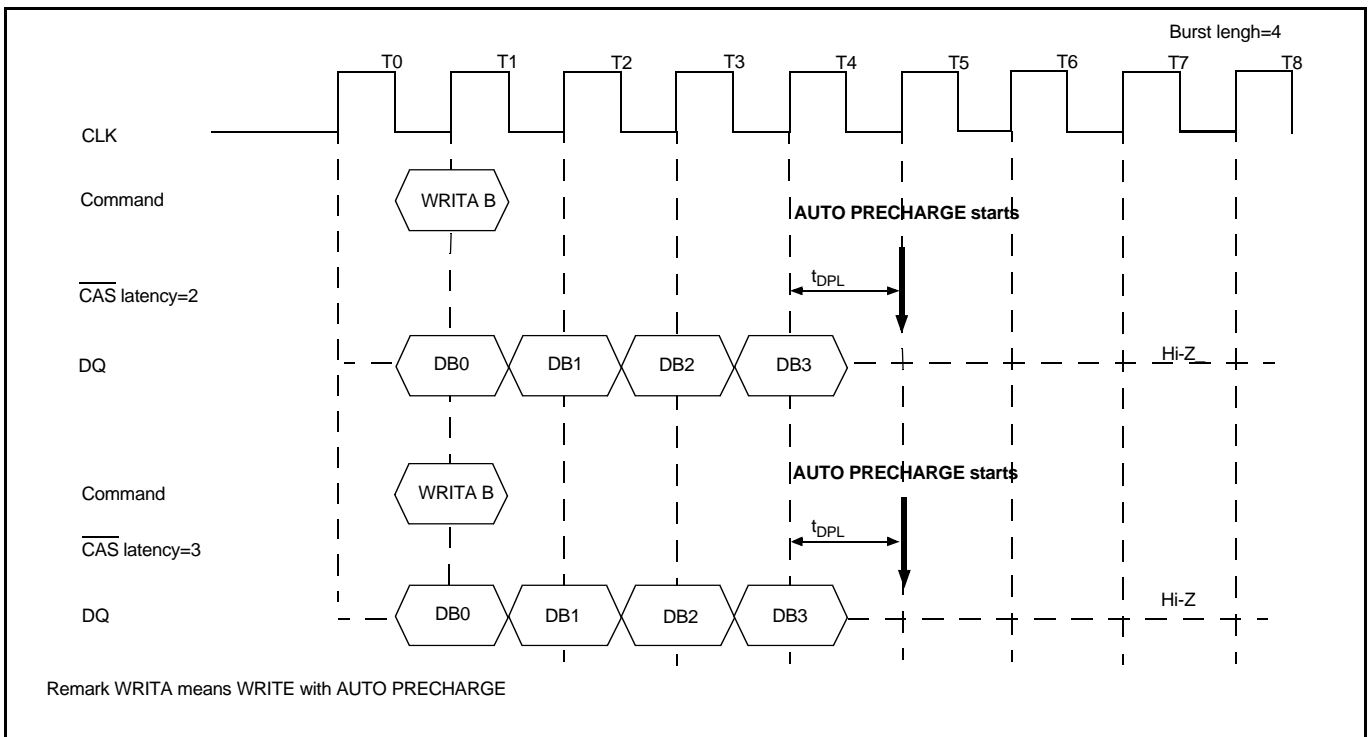 Burst lengh=4
T0 T1 T2 T3 T4 T5 T6 T7 T8
CLK
Command
WRITA B
AUTO PRECHARGE starts
tDPL
CAS latency=2
DQ
DB0 DB1 DB2 DB3
Hi-Z
AUTO PRECHARGE starts
Command
WRITA B
tDPL
CAS latency=3
DQ
DB0 DB1 DB2 DB3
Hi-Z
Remark WRITA means WRITE with AUTO PRECHARGE